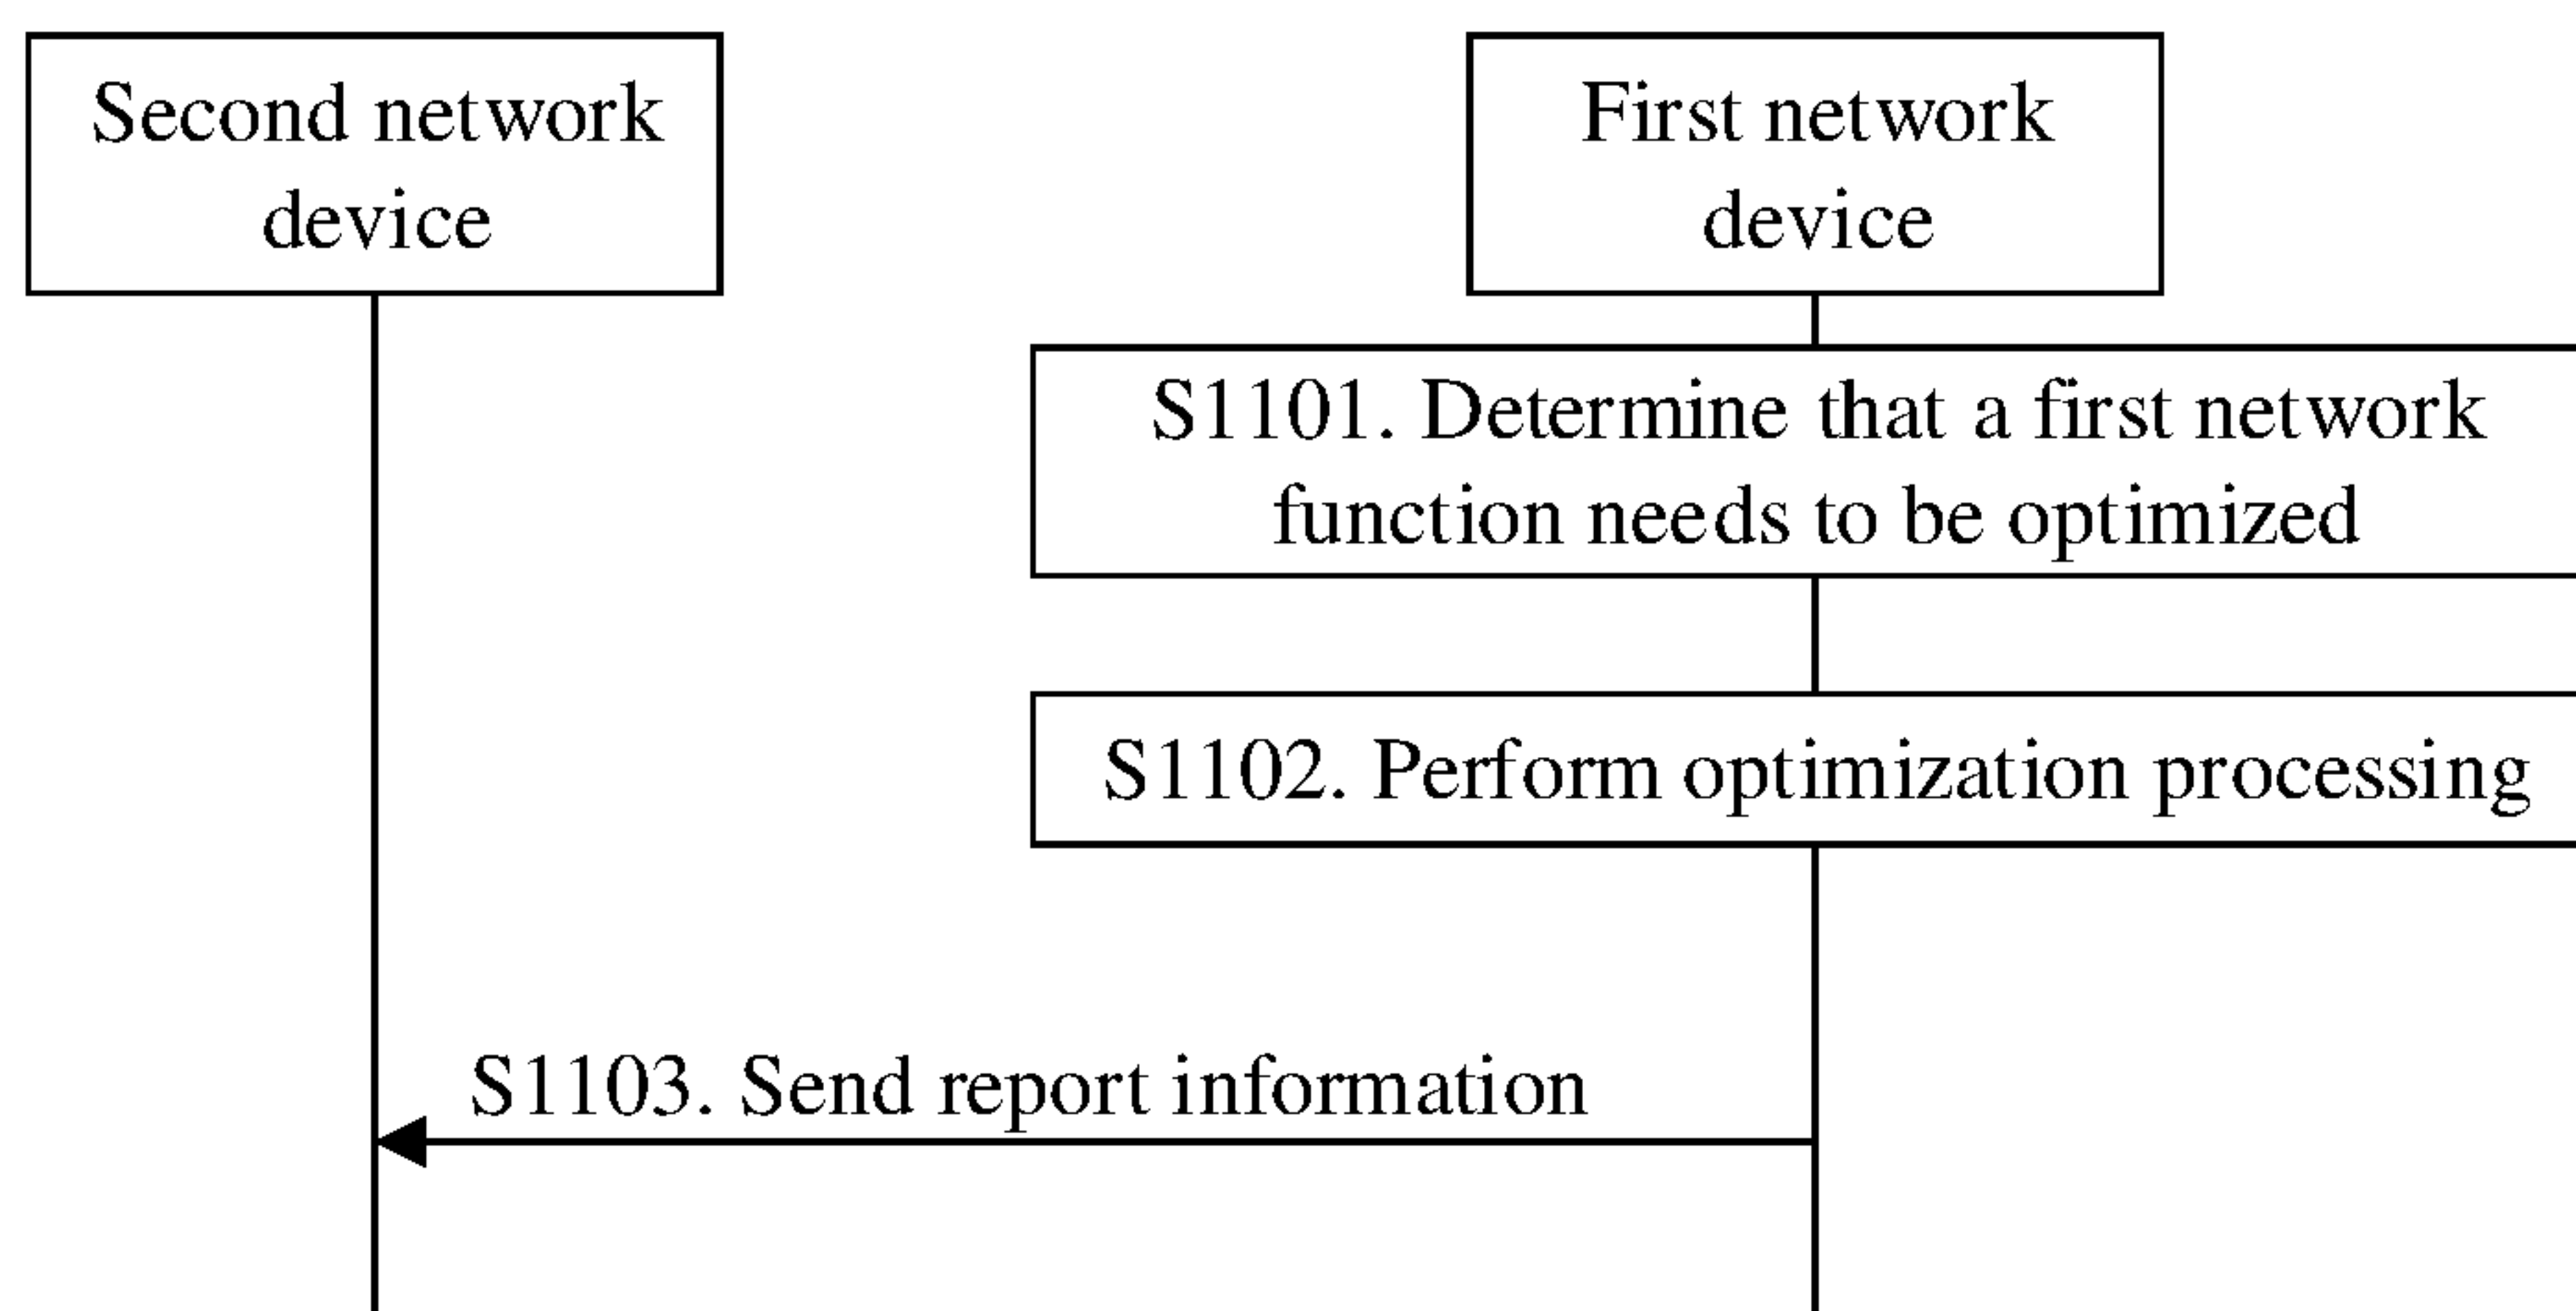 Second network
device
First network
device
S1101. Determine that a first network
function needs to be optimized
S1102. Perform optimization processing
S1103. Send report information